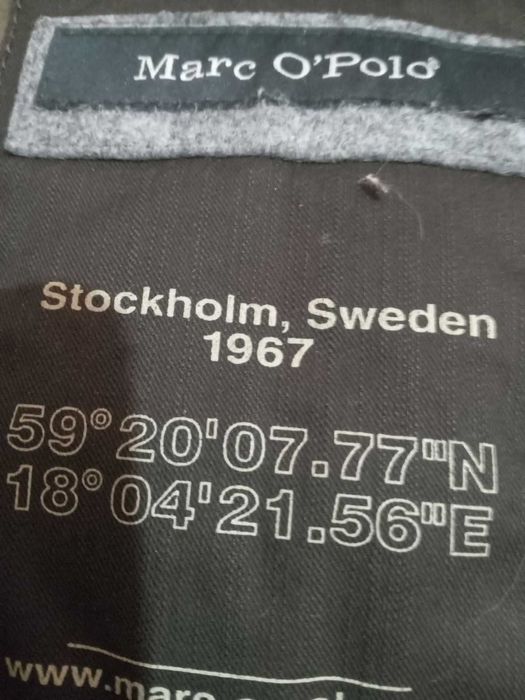 Marc O'Polo
Stockholm, Sweden
1967
59°20'07.77"N
18°04'21.56"E